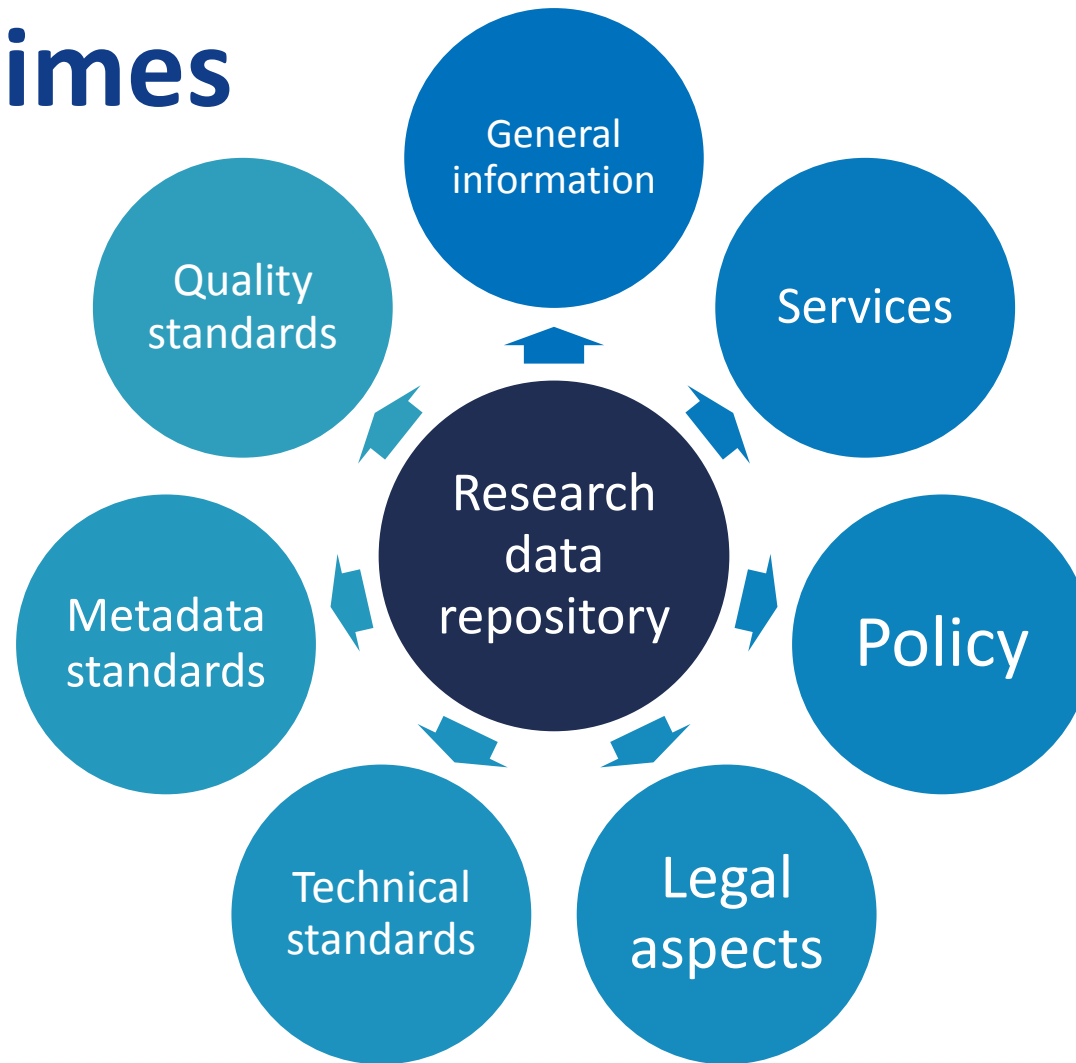 imes
General
information
Services
Policy
Legal
aspects
Technical
standards
Metadata
standards
Quality
standards
Research
data
repository